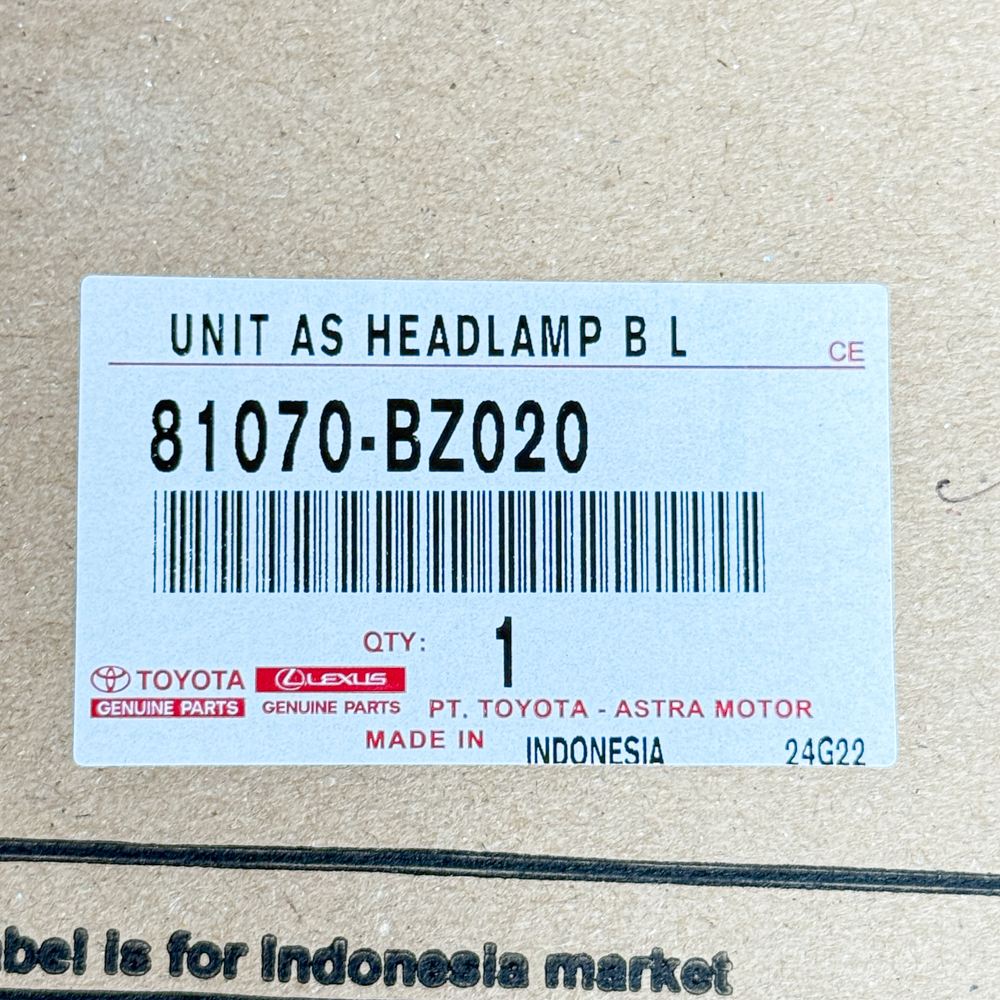 UNIT AS HEADLAMP B L
CE
81070-BZ020
QTY: 1
TOYOTA LEXUS
GENUINE PARTS GENUINE PARTS PT. TOYOTA - ASTRA MOTOR
MADE IN INDONESIA 24G22
is for Indonesia market